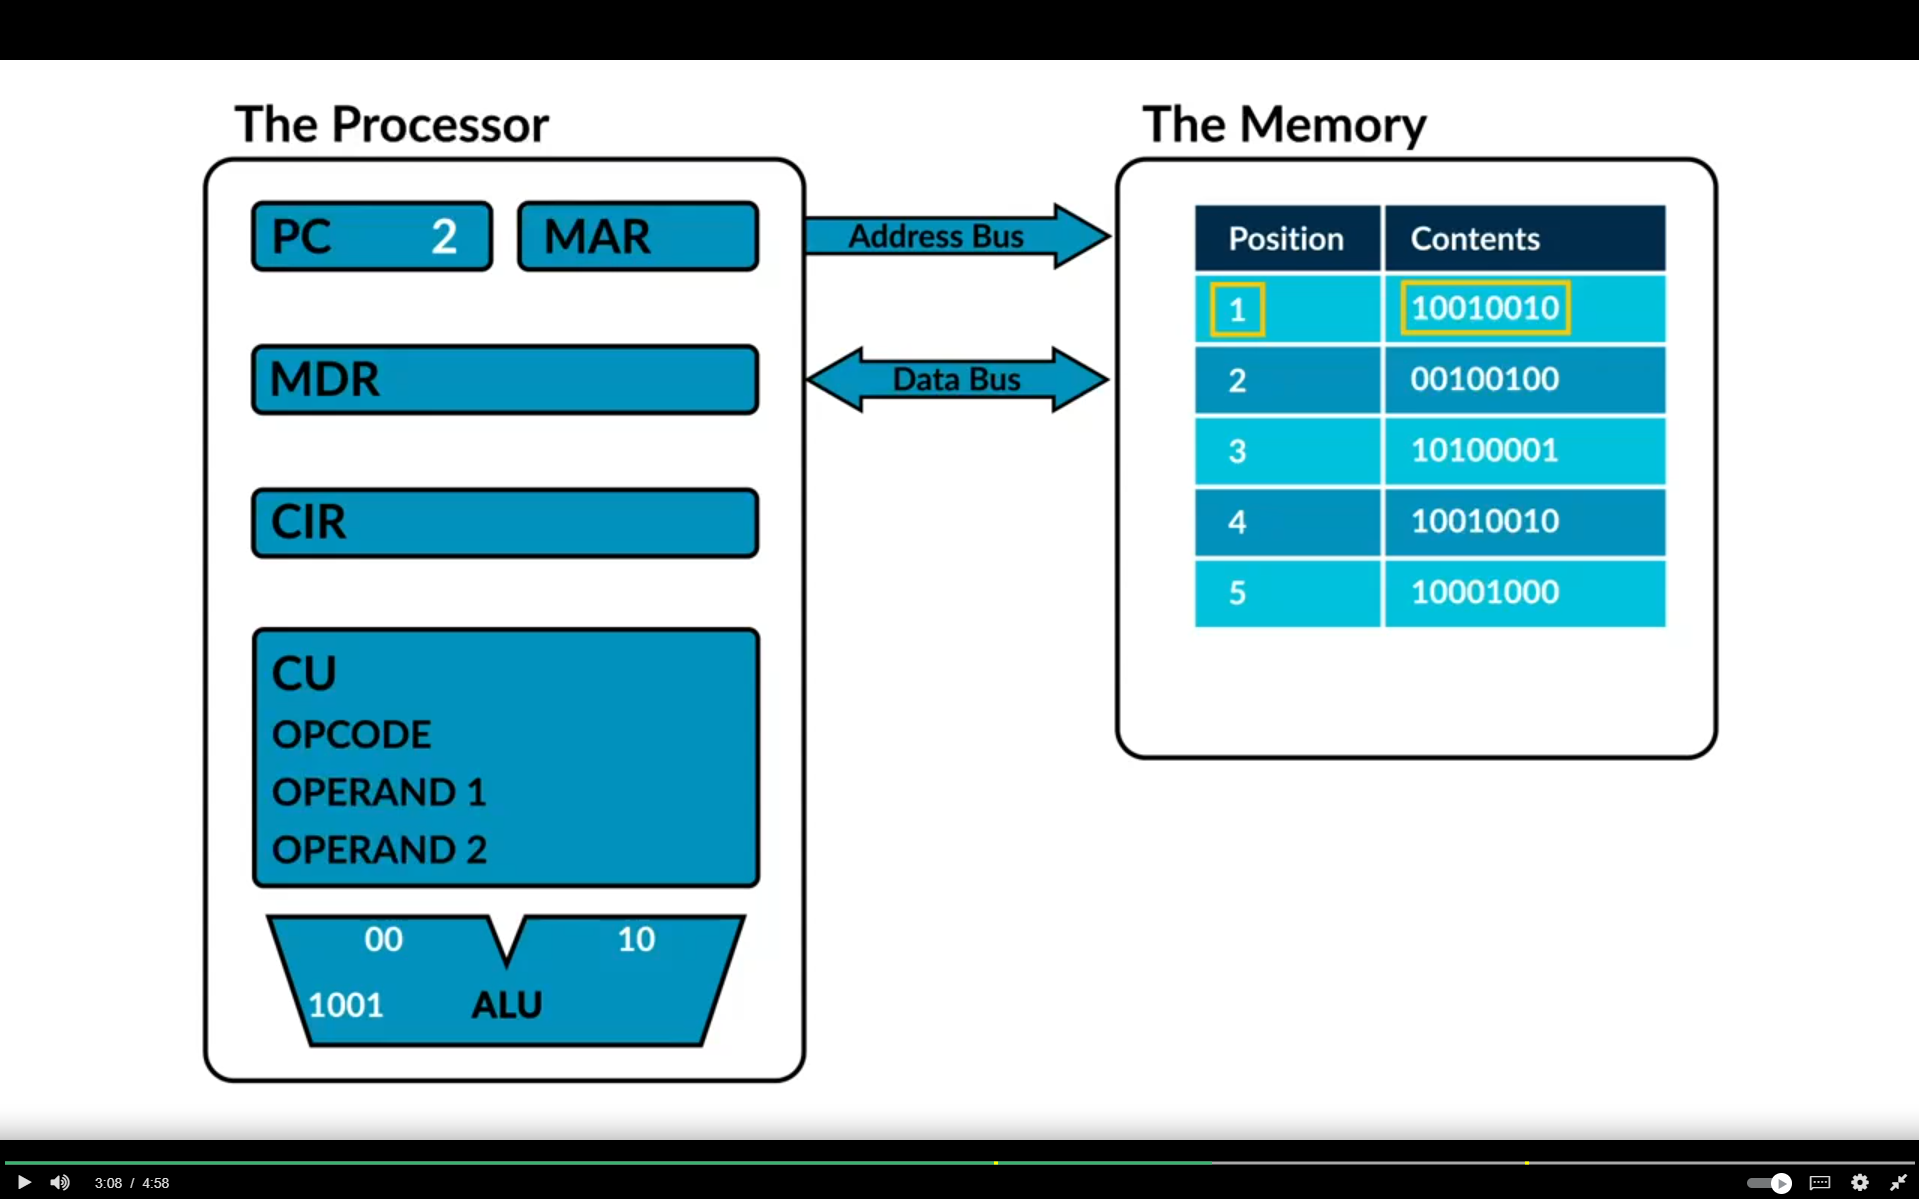 The Processor
The Memory
PC 2
MAR
Address Bus
MDR
Data Bus
CIR
CU
OPCODE
OPERAND 1
OPERAND 2
00
10
1001
ALU
Position Contents
1 10010010
2 00100100
3 10100001
4 10010010
5 10001000
3:08 / 4:58